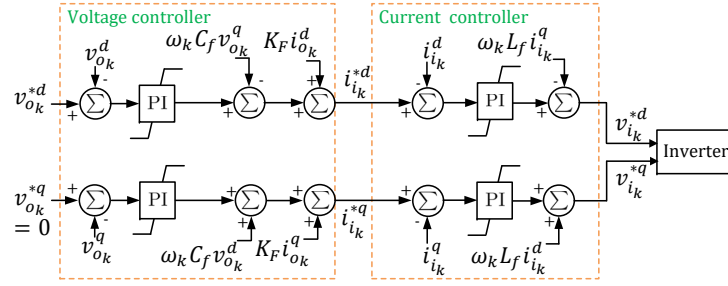 Voltage controller
Current controller
v_{o_k}^{d}
ω_k C_f v_{o_k}^{q}
K_F i_{o_k}^{d}
i_{i_k}^{d}
ω_k L_f i_{i_k}^{q}
v_{o_k}^{*d}
+
-
Σ
PI
+
-
Σ
+
+
Σ
i_{i_k}^{*d}
+
-
Σ
PI
+
-
Σ
v_{i_k}^{*d}
Inverter
v_{i_k}^{*q}
v_{o_k}^{*q}
= 0
+
-
Σ
PI
+
+
Σ
+
+
Σ
i_{i_k}^{*q}
+
-
Σ
PI
+
+
Σ
v_{o_k}^{q}
ω_k C_f v_{o_k}^{d}
K_F i_{o_k}^{q}
i_{i_k}^{q}
ω_k L_f i_{i_k}^{d}